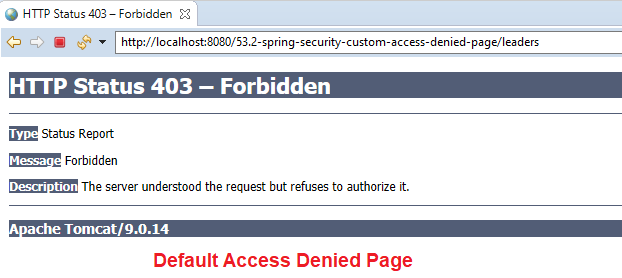 HTTP Status 403 – Forbidden
http://localhost:8080/53.2-spring-security-custom-access-denied-page/leaders
HTTP Status 403 – Forbidden
Type Status Report
Message Forbidden
Description The server understood the request but refuses to authorize it.
Apache Tomcat/9.0.14
Default Access Denied Page